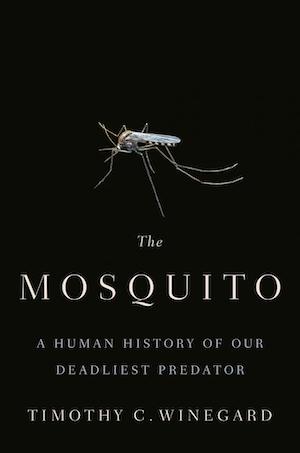 The
MOSQUITO
A HUMAN HISTORY OF OUR
DEADLIEST PREDATOR
TIMOTHY C. WINEGARD